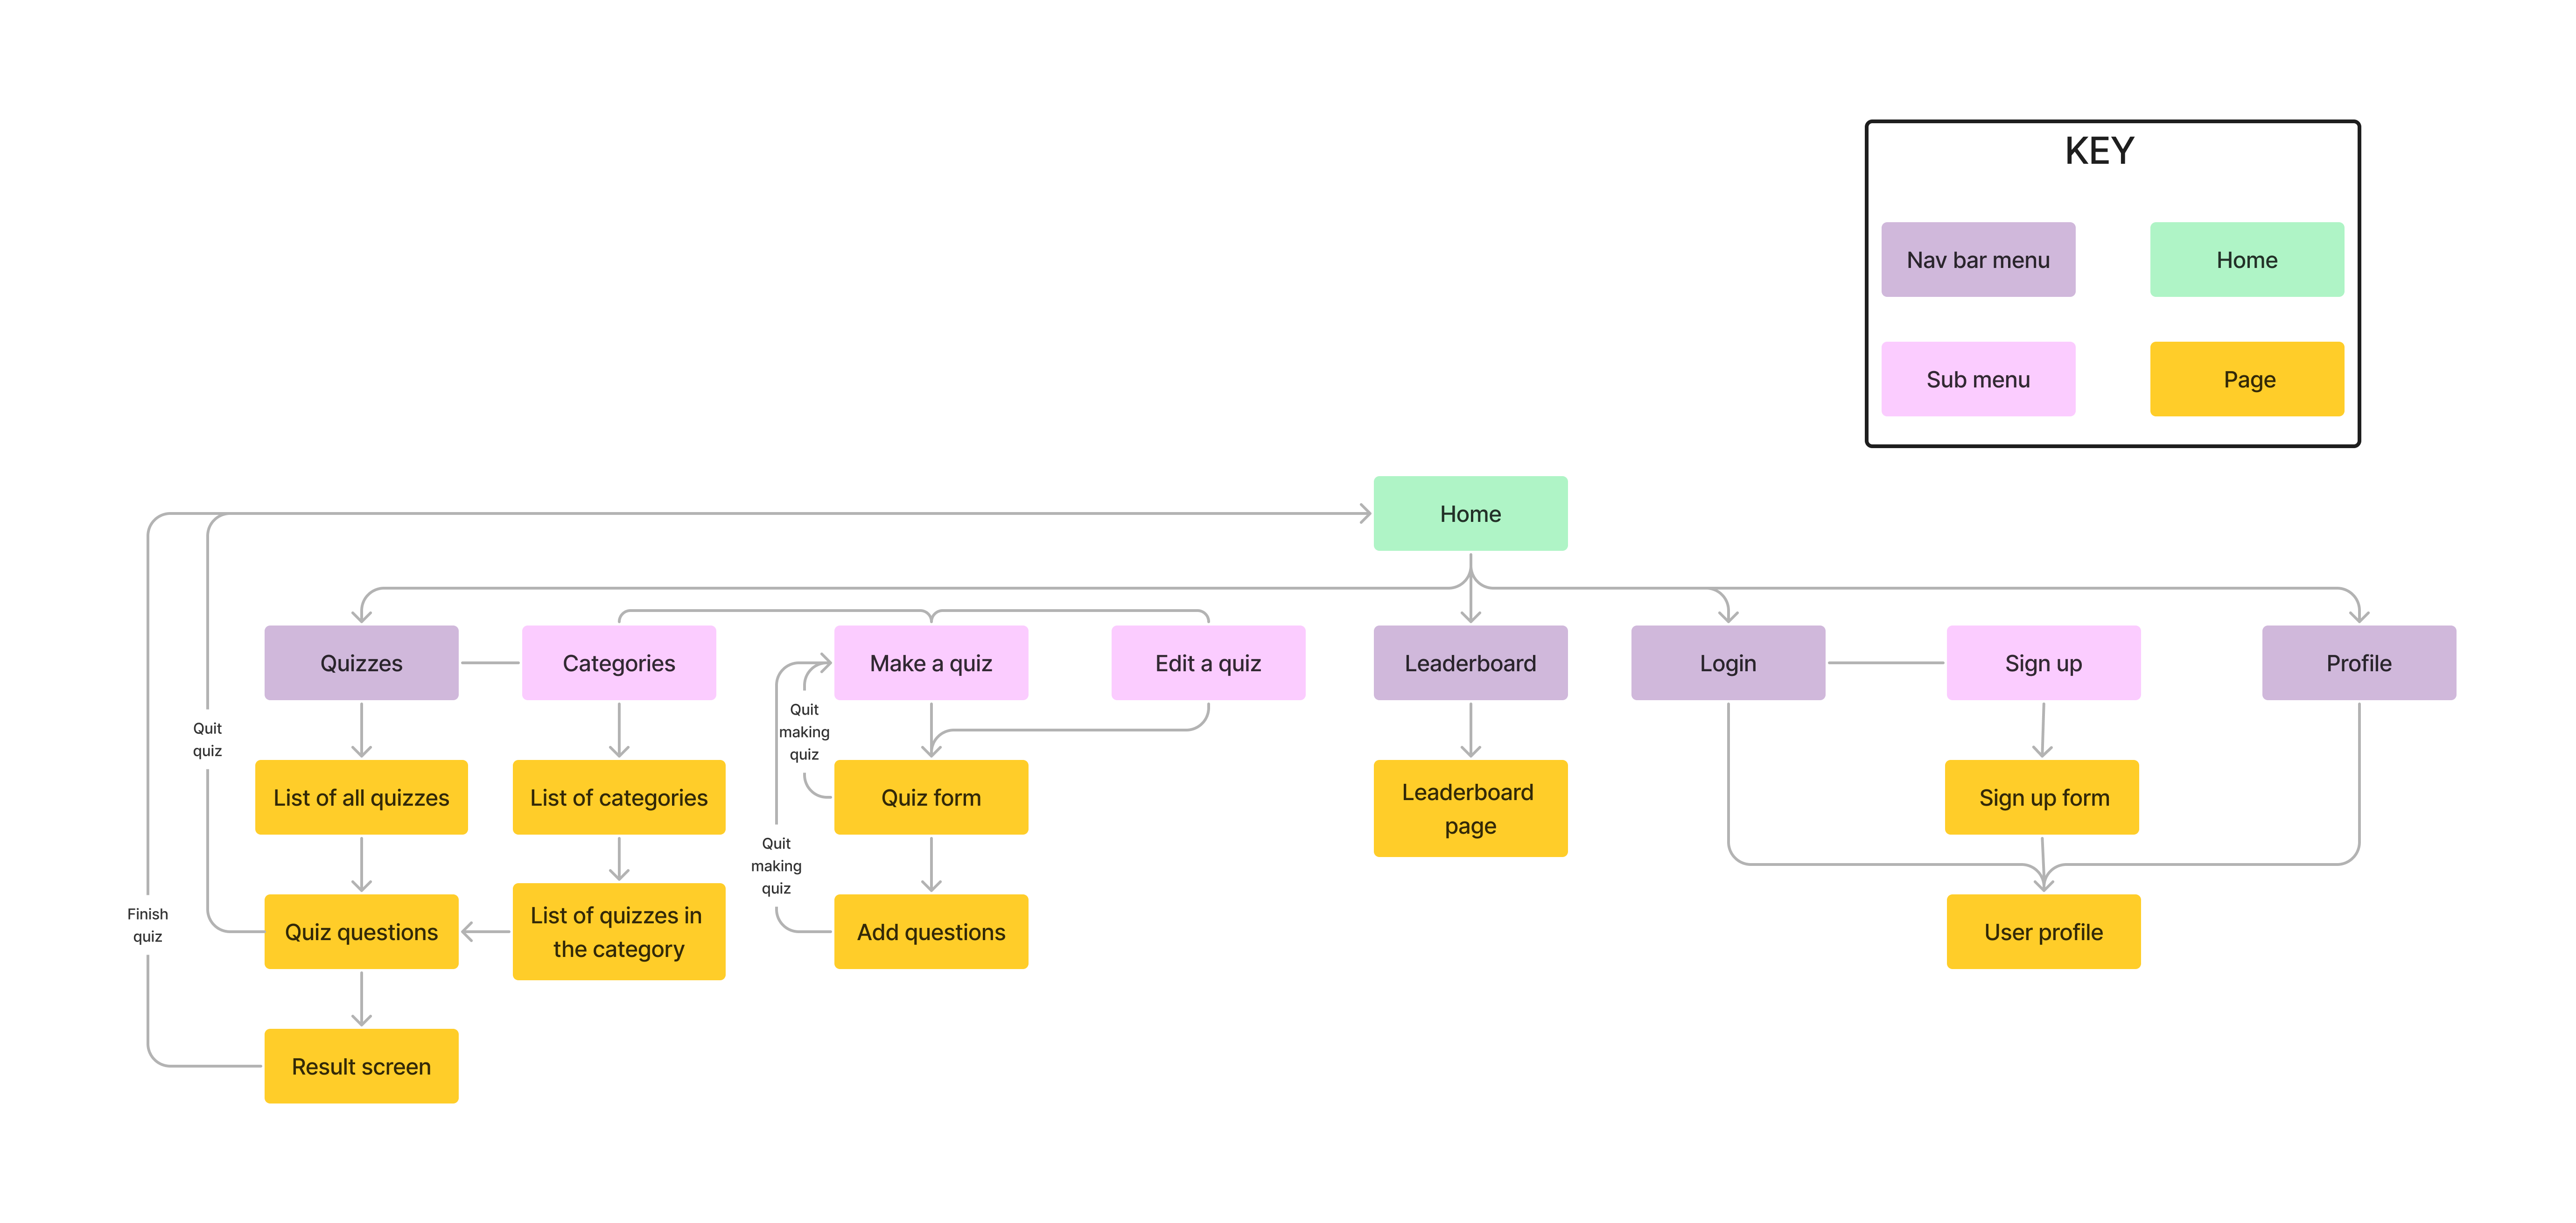 KEY
Nav bar menu
Home
Sub menu
Page
Home
Quizzes
Categories
Make a quiz
Edit a quiz
Leaderboard
Login
Sign up
Profile
Quit
quiz
Quit
making
quiz
List of all quizzes
List of categories
Quiz form
Leaderboard
page
Sign up form
Quit
making
quiz
Finish
quiz
Quiz questions
List of quizzes in
the category
Add questions
User profile
Result screen